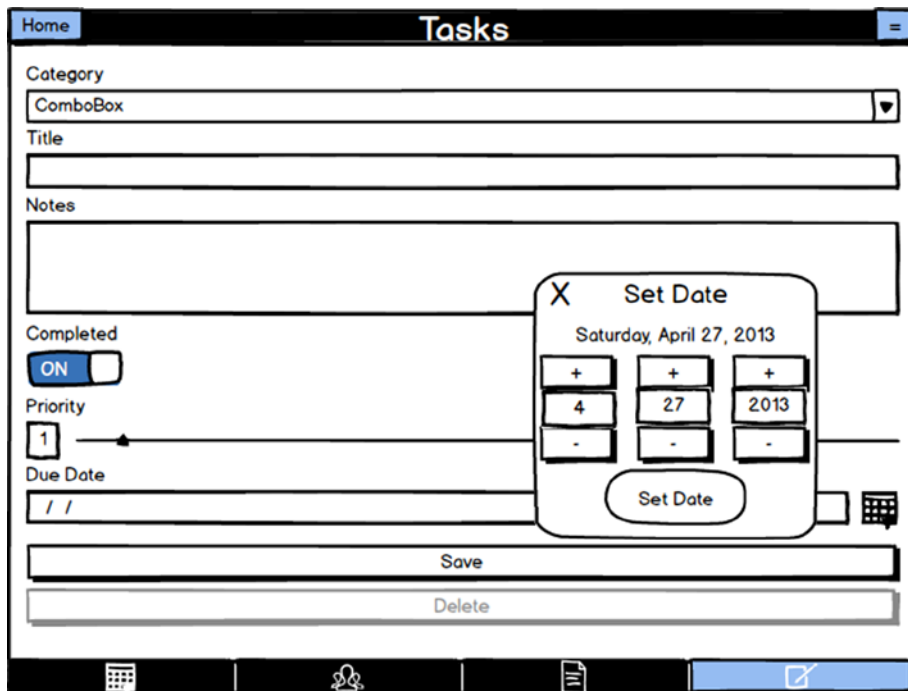 Home Tasks =
Category
ComboBox
Title
Notes
Completed
ON
Priority
1
Due Date
/ /
X Set Date
Saturday, April 27, 2013
+ + +
4 27 2013
- - -
Set Date
Save
Delete